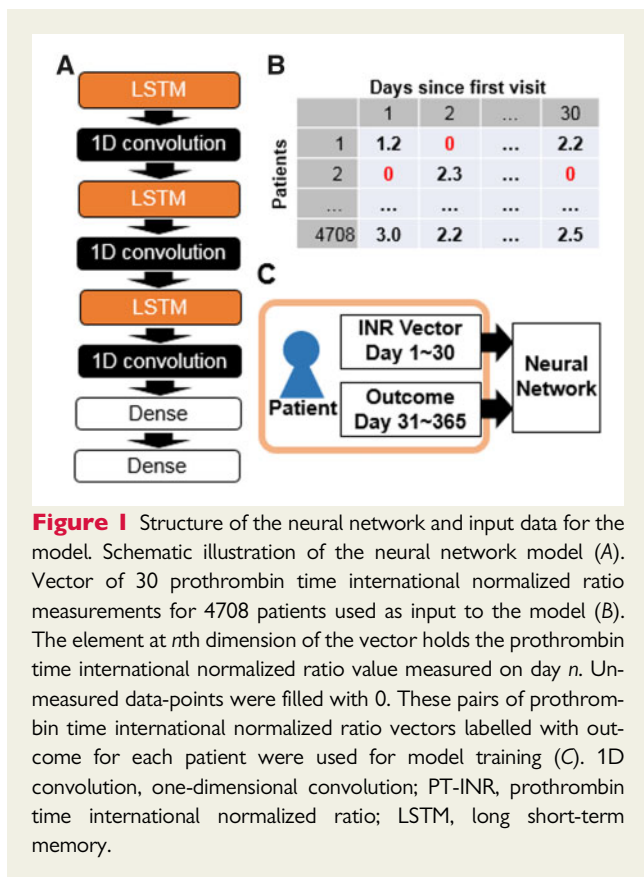 A
LSTM
1D convolution
LSTM
1D convolution
LSTM
1D convolution
Dense
Dense
B
Days since first visit
Patients
1 2 ... 30
1 1.2 0 ... 2.2
2 0 2.3 ... 0
... ... ... ... ...
4708 3.0 2.2 ... 2.5
C
Patient
INR Vector
Day 1~30
Outcome
Day 31~365
Neural
Network
Figure 1 Structure of the neural network and input data for the
model. Schematic illustration of the neural network model (A).
Vector of 30 prothrombin time international normalized ratio
measurements for 4708 patients used as input to the model (B).
The element at nth dimension of the vector holds the prothrombin
time international normalized ratio value measured on day n. Un-
measured data-points were filled with 0. These pairs of prothrom-
bin time international normalized ratio vectors labelled with out-
come for each patient were used for model training (C). 1D
convolution, one-dimensional convolution; PT-INR, prothrombin
time international normalized ratio; LSTM, long short-term
memory.